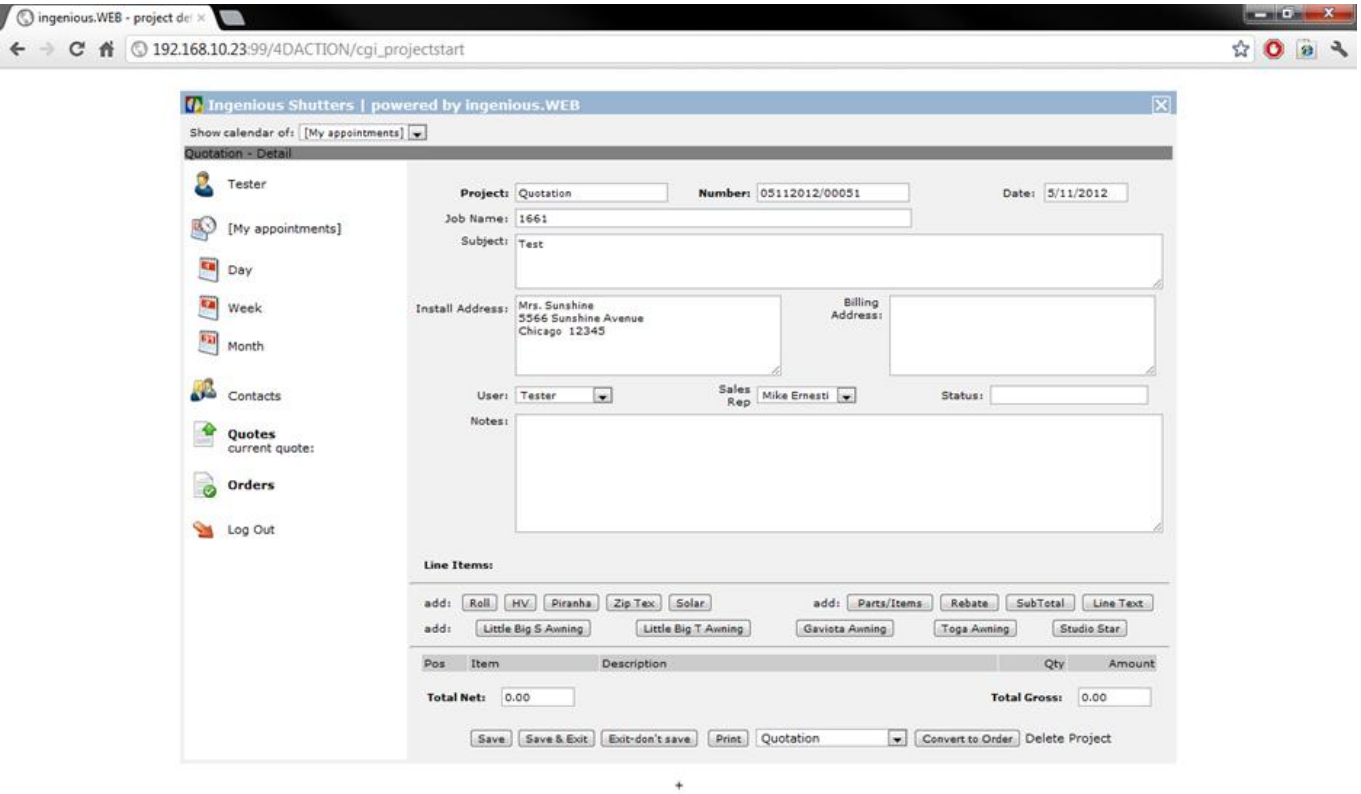 ingenious.WEB - project det
192.168.10.23:99/4DACTION/cgi_projectstart
Ingenious Shutters | powered by ingenious.WEB
Show calendar of: [My appointments]
Quotation - Detail
Tester
[My appointments]
Day
Week
Month
Contacts
Quotes
current quote:
Orders
Log Out
Project: Quotation Number: 05112012/00051 Date: 5/11/2012
Job Name: 1661
Subject: Test
Install Address: Mrs. Sunshine
5566 Sunshine Avenue
Chicago 12345
Billing
Address:
User: Tester Sales Rep Mike Ernesti Status:
Notes:
Line Items:
add: Roll HV Piranha Zip Tex Solar add: Parts/Items Rebate SubTotal Line Text
add: Little Big S Awning Little Big T Awning Gaviota Awning Toga Awning Studio Star
Pos Item Description Qty Amount
Total Net: 0.00 Total Gross: 0.00
Save Save & Exit Exit-don't save Print Quotation Convert to Order Delete Project
+